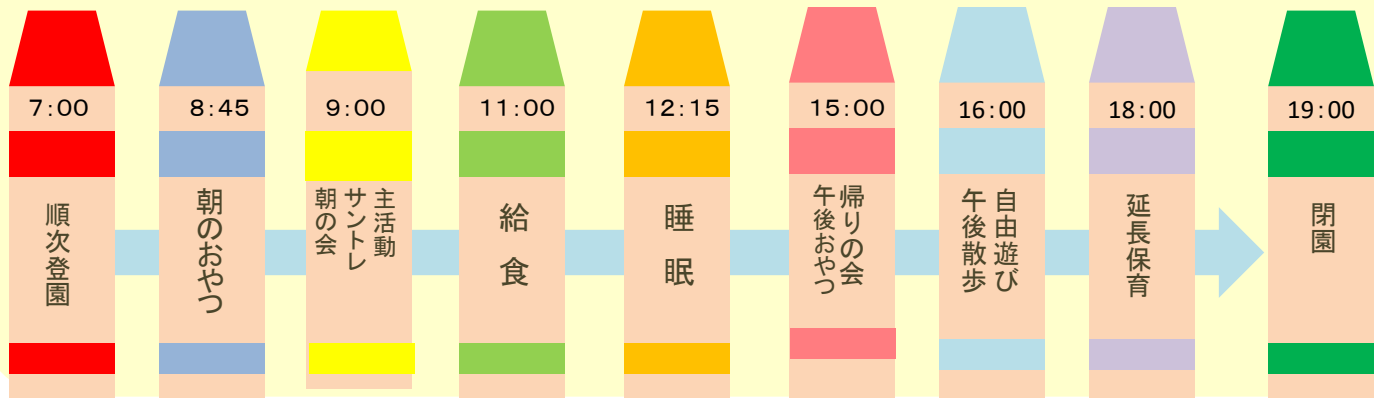 7:00
順次登園
8:45
朝のおやつ
9:00
主活動
サントレ
朝の会
11:00
給食
12:15
睡眠
15:00
帰りの会
午後おやつ
16:00
自由遊び
午後散歩
18:00
延長保育
19:00
閉園